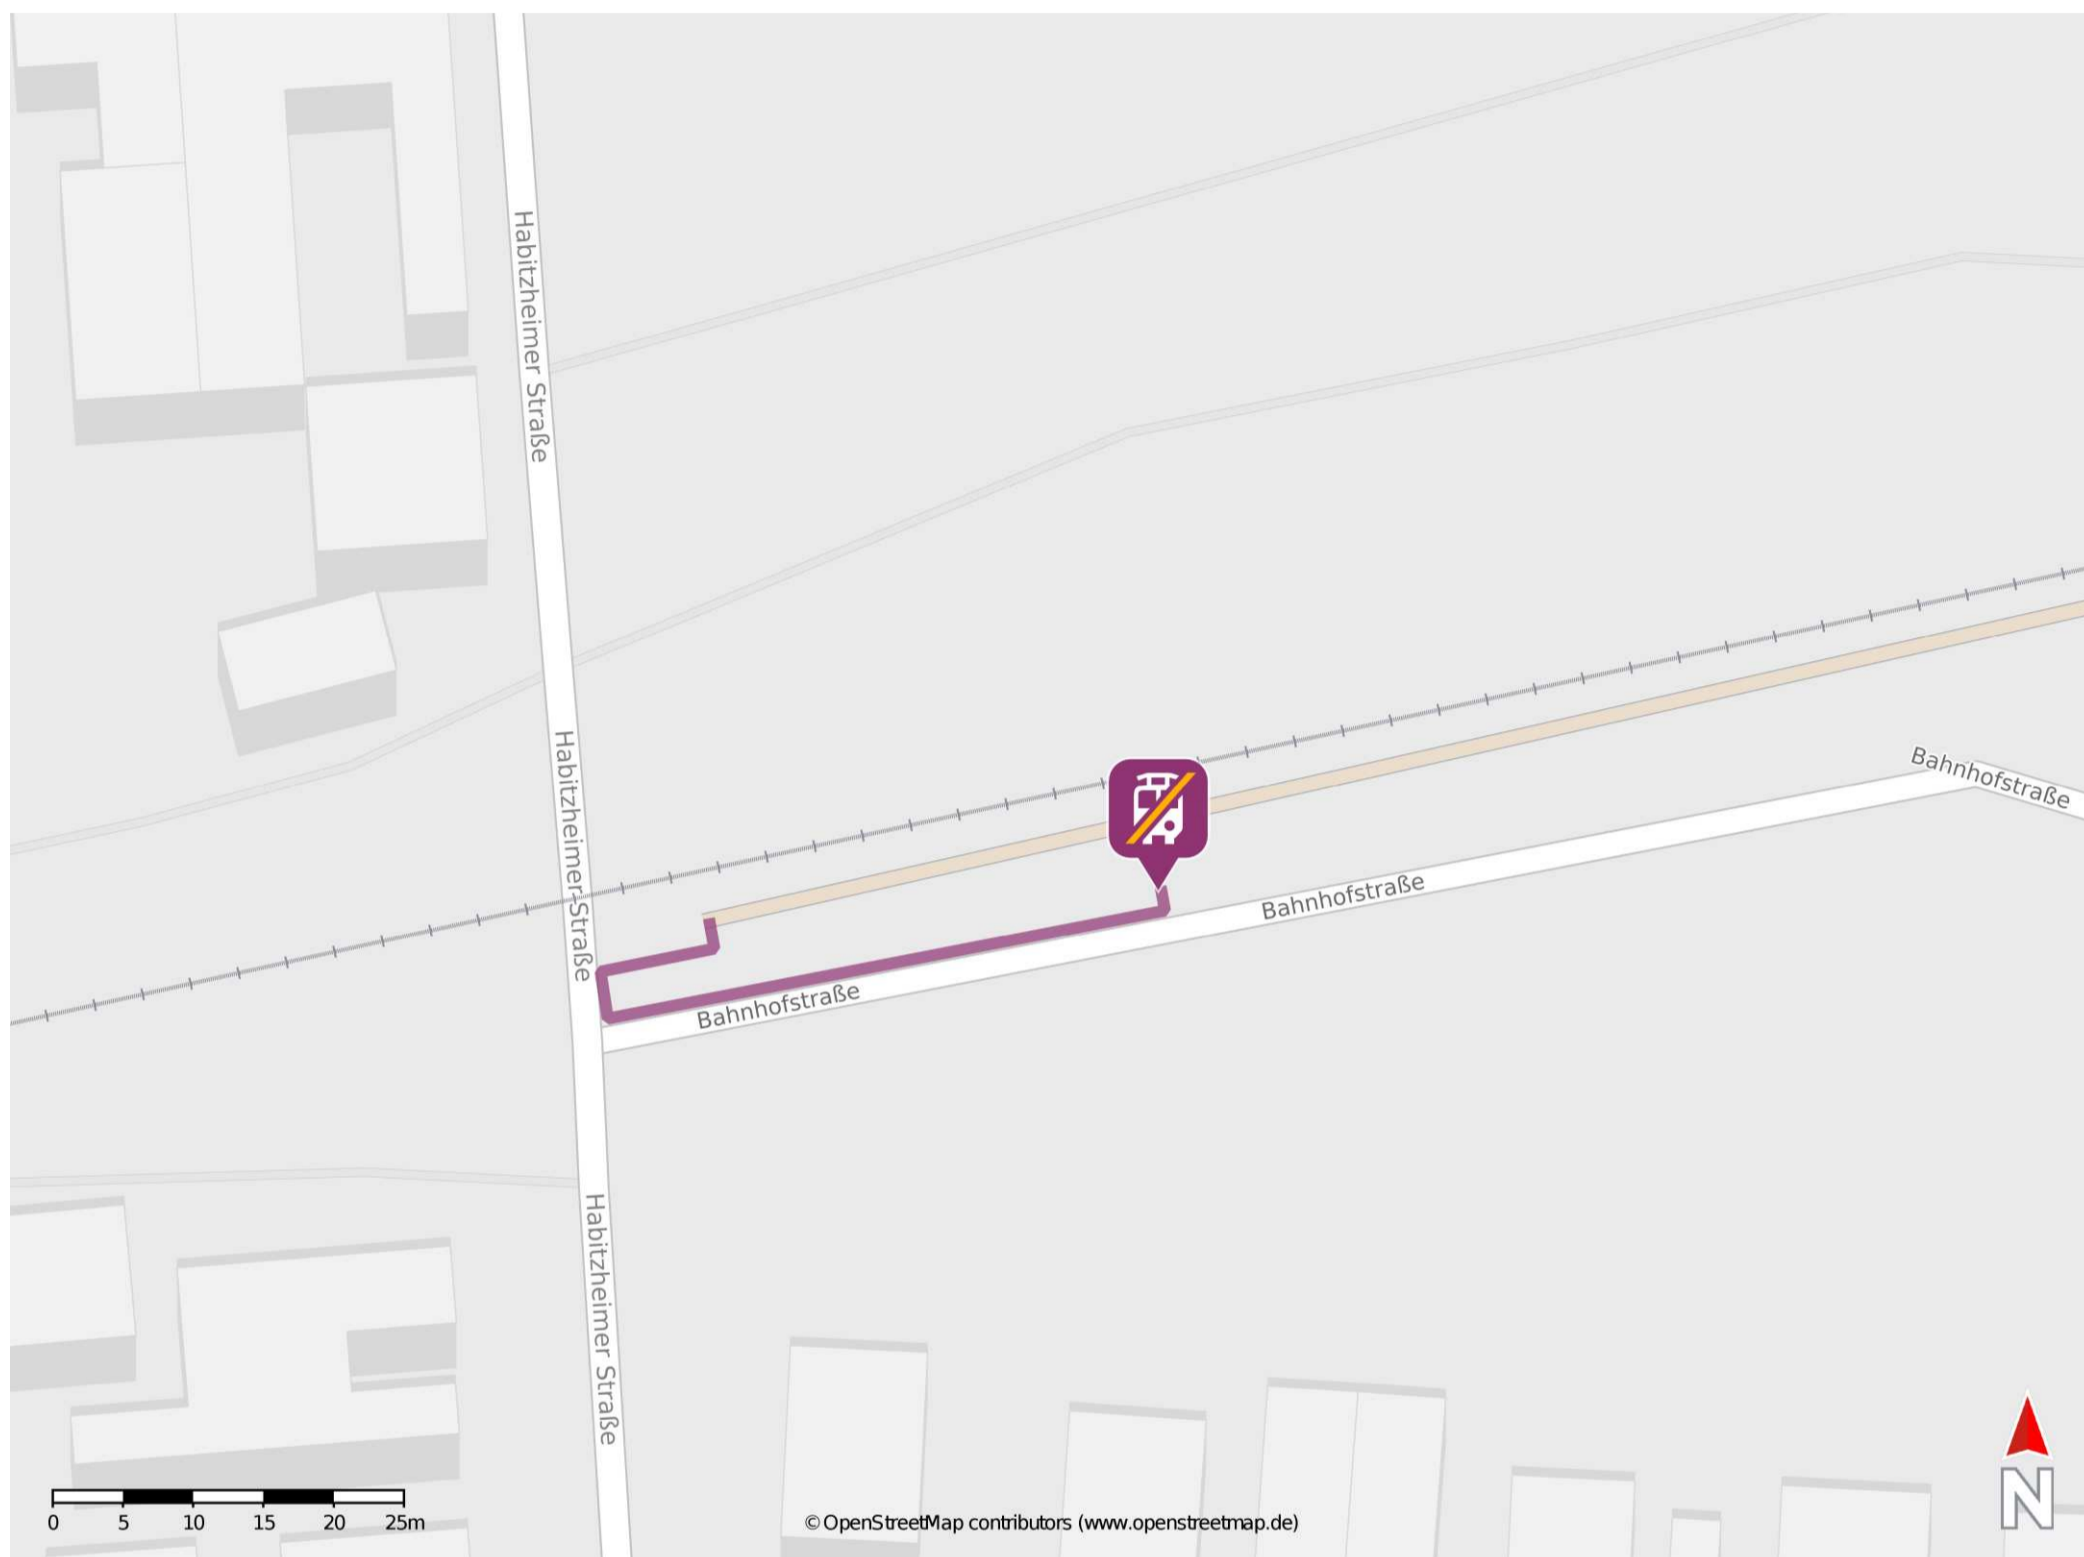 Habitzheimer Straße
Bahnhofstraße
Habitzheimer Straße
Bahnhofstraße
Bahnhofstraße
Habitzheimer Straße
N
0 5 10 15 20 25m
© OpenStreetMap contributors (www.openstreetmap.de)